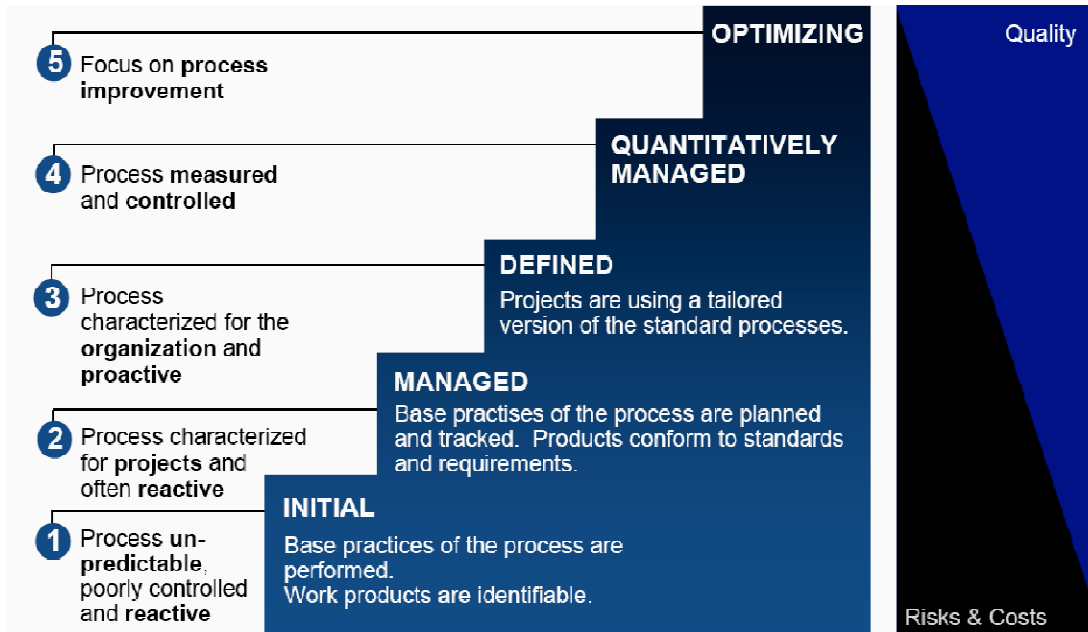 OPTIMIZING
Quality
5
Focus on process
improvement
QUANTITATIVELY
MANAGED
4
Process measured
and controlled
DEFINED
Projects are using a tailored
version of the standard processes.
3
Process
characterized for the
organization and
proactive
MANAGED
Base practises of the process are planned
and tracked. Products conform to standards
and requirements.
2
Process characterized
for projects and
often reactive
INITIAL
Base practices of the process are
performed.
Work products are identifiable.
1
Process un-
predictable,
poorly controlled
and reactive
Risks & Costs